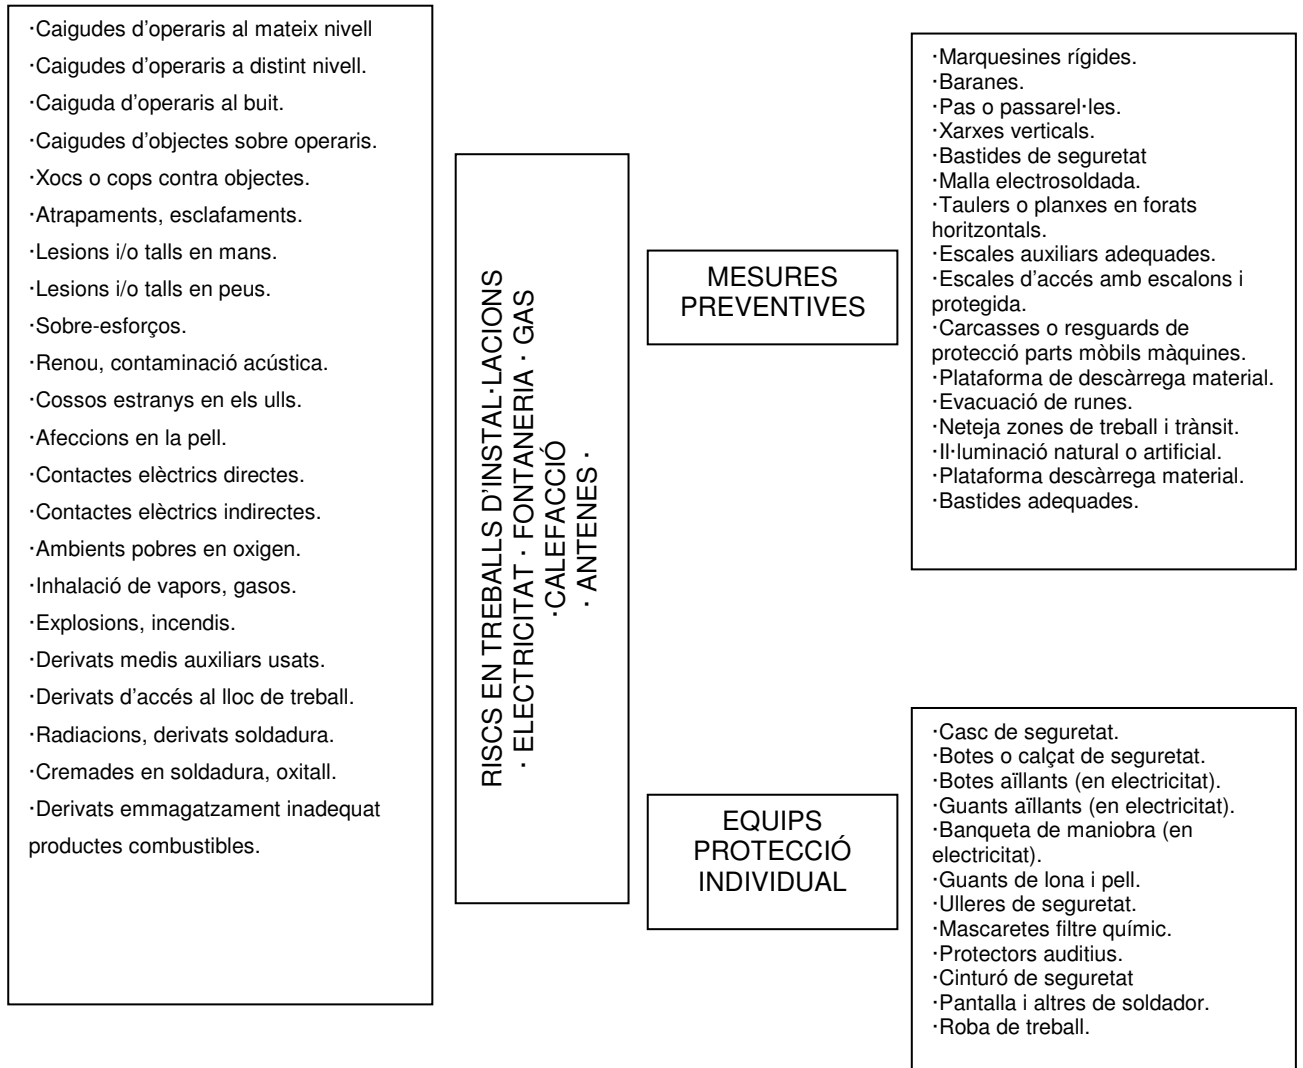 ·Caigudes d'operaris al mateix nivell
·Caigudes d'operaris a distint nivell.
·Caiguda d'operaris al buit.
·Caigudes d'objectes sobre operaris.
·Xocs o cops contra objectes.
·Atrapaments, esclafaments.
·Lesions i/o talls en mans.
·Lesions i/o talls en peus.
·Sobre-esforços.
·Renou, contaminació acústica.
·Cossos estranys en els ulls.
·Afeccions en la pell.
·Contactes elèctrics directes.
·Contactes elèctrics indirectes.
·Ambients pobres en oxigen.
·Inhalació de vapors, gasos.
·Explosions, incendis.
·Derivats medis auxiliars usats.
·Derivats d'accés al lloc de treball.
·Radiacions, derivats soldadura.
·Cremades en soldadura, oxitall.
·Derivats emmagatzament inadequat
productes combustibles.
RISCS EN TREBALLS D'INSTAL·LACIONS
· ELECTRICITAT · FONTANERIA · GAS
·CALEFACCIÓ
· ANTENES ·
MESURES
PREVENTIVES
·Marquesines rígides.
·Baranes.
·Pas o passarel·les.
·Xarxes verticals.
·Bastides de seguretat
·Malla electrosoldada.
·Taulers o planxes en forats
horitzontals.
·Escales auxiliars adequades.
·Escales d'accés amb escalons i
protegida.
·Carcasses o resguards de
protecció parts mòbils màquines.
·Plataforma de descàrrega material.
·Evacuació de runes.
·Neteja zones de treball i trànsit.
·Il·luminació natural o artificial.
·Plataforma descàrrega material.
·Bastides adequades.
EQUIPS
PROTECCIÓ
INDIVIDUAL
·Casc de seguretat.
·Botes o calçat de seguretat.
·Botes aïllants (en electricitat).
·Guants aïllants (en electricitat).
·Banqueta de maniobra (en
electricitat).
·Guants de lona i pell.
·Ulleres de seguretat.
·Mascaretes filtre químic.
·Protectors auditius.
·Cinturó de seguretat
·Pantalla i altres de soldador.
·Roba de treball.